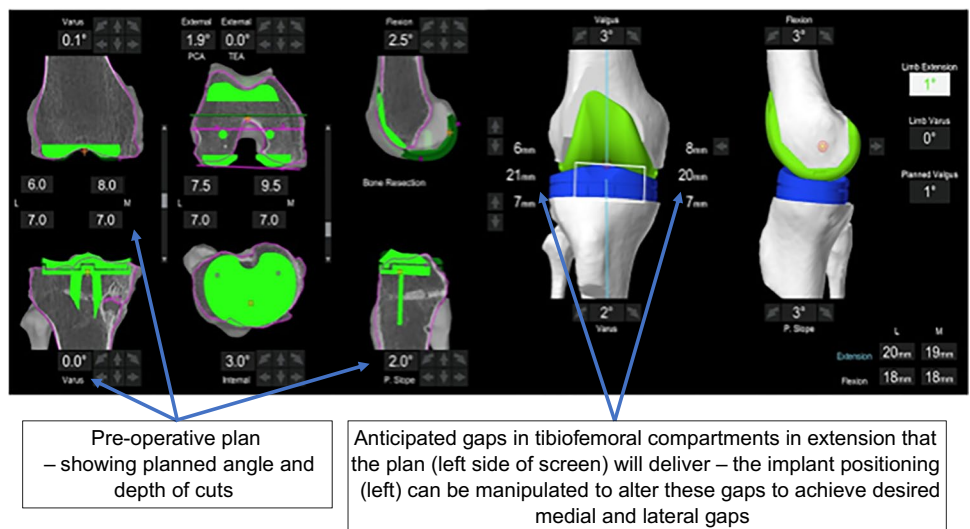 Varus
0.1°
External External
1.9° 0.0°
PCA TEA
Flexion
2.5°
Valgus
3°
Flexion
3°
Limb Extension
1°
Limb Varus
0°
Planned Valgus
1°
Bone Resection
6.0 8.0 7.5 9.5
L M L M
7.0 7.0 7.0 7.0
6mm
21mm
7mm
8mm
20mm
7mm
0.0°
Varus
3.0°
Internal
2.0°
P. Slope
2°
Varus
3°
P. Slope
L M
Extension 20mm 19mm
Flexion 18mm 18mm
Pre-operative plan
– showing planned angle and
depth of cuts
Anticipated gaps in tibiofemoral compartments in extension that
the plan (left side of screen) will deliver – the implant positioning
(left) can be manipulated to alter these gaps to achieve desired
medial and lateral gaps